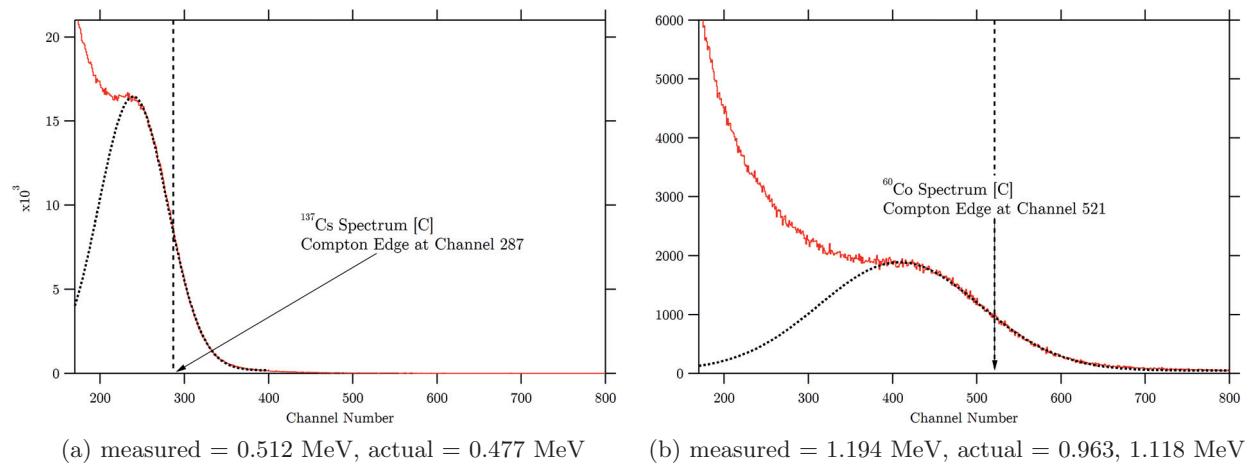 20
15
10
5
0
x10³
¹³⁷Cs Spectrum [C]
Compton Edge at Channel 287
200 300 400 500 600 700 800
Channel Number
(a) measured = 0.512 MeV, actual = 0.477 MeV
6000
5000
4000
3000
2000
1000
0
⁶⁰Co Spectrum [C]
Compton Edge at Channel 521
200 300 400 500 600 700 800
Channel Number
(b) measured = 1.194 MeV, actual = 0.963, 1.118 MeV